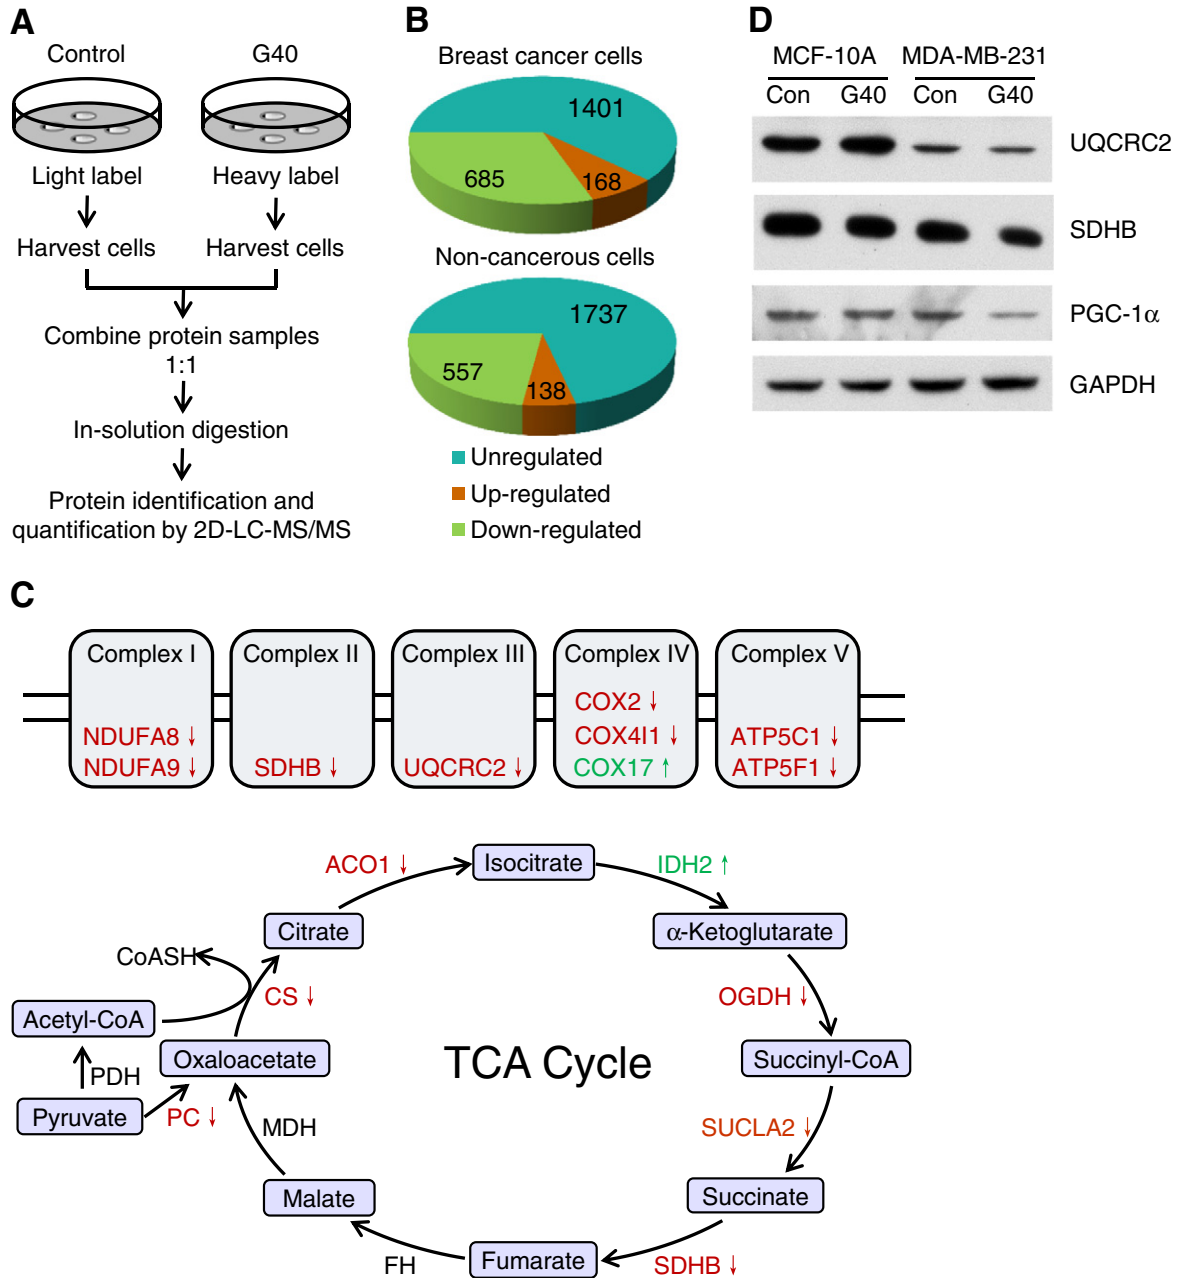 A
Control
G40
Light label
Heavy label
Harvest cells
Harvest cells
Combine protein samples
1:1
In-solution digestion
Protein identification and
quantification by 2D-LC-MS/MS
B
Breast cancer cells
1401
685
168
Non-cancerous cells
1737
557
138
Unregulated
Up-regulated
Down-regulated
D
MCF-10A
MDA-MB-231
Con
G40
Con
G40
UQCRC2
SDHB
PGC-1α
GAPDH
C
Complex I
NDUFA8 ↓
NDUFA9 ↓
Complex II
SDHB ↓
Complex III
UQCRC2 ↓
Complex IV
COX2 ↓
COX4I1 ↓
COX17 ↑
Complex V
ATP5C1 ↓
ATP5F1 ↓
ACO1 ↓
Isocitrate
IDH2 ↑
Citrate
α-Ketoglutarate
CoASH
CS ↓
OGDH ↓
Acetyl-CoA
Oxaloacetate
TCA Cycle
Succinyl-CoA
PDH
Pyruvate
PC ↓
MDH
SUCLA2 ↓
Malate
Succinate
FH
Fumarate
SDHB ↓